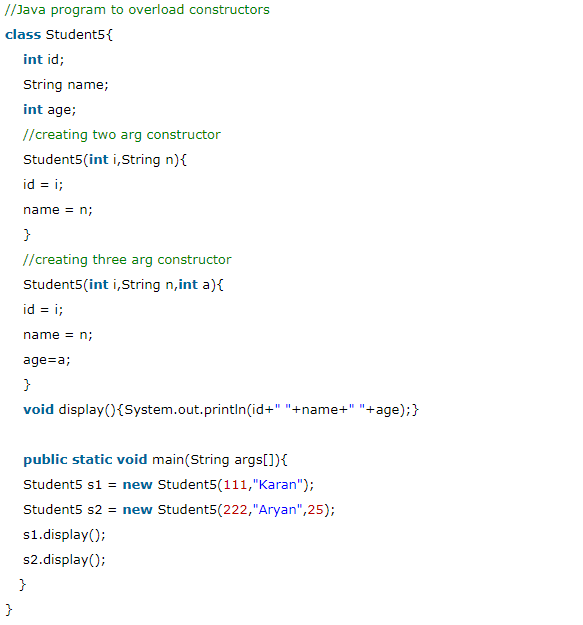 //Java program to overload constructors
class Student5{
int id;
String name;
int age;
//creating two arg constructor
Student5(int i,String n){
id = i;
name = n;
}
//creating three arg constructor
Student5(int i,String n,int a){
id = i;
name = n;
age=a;
}
void display(){System.out.println(id+" "+name+" "+age);}
public static void main(String args[]){
Student5 s1 = new Student5(111,"Karan");
Student5 s2 = new Student5(222,"Aryan",25);
s1.display();
s2.display();
}
}